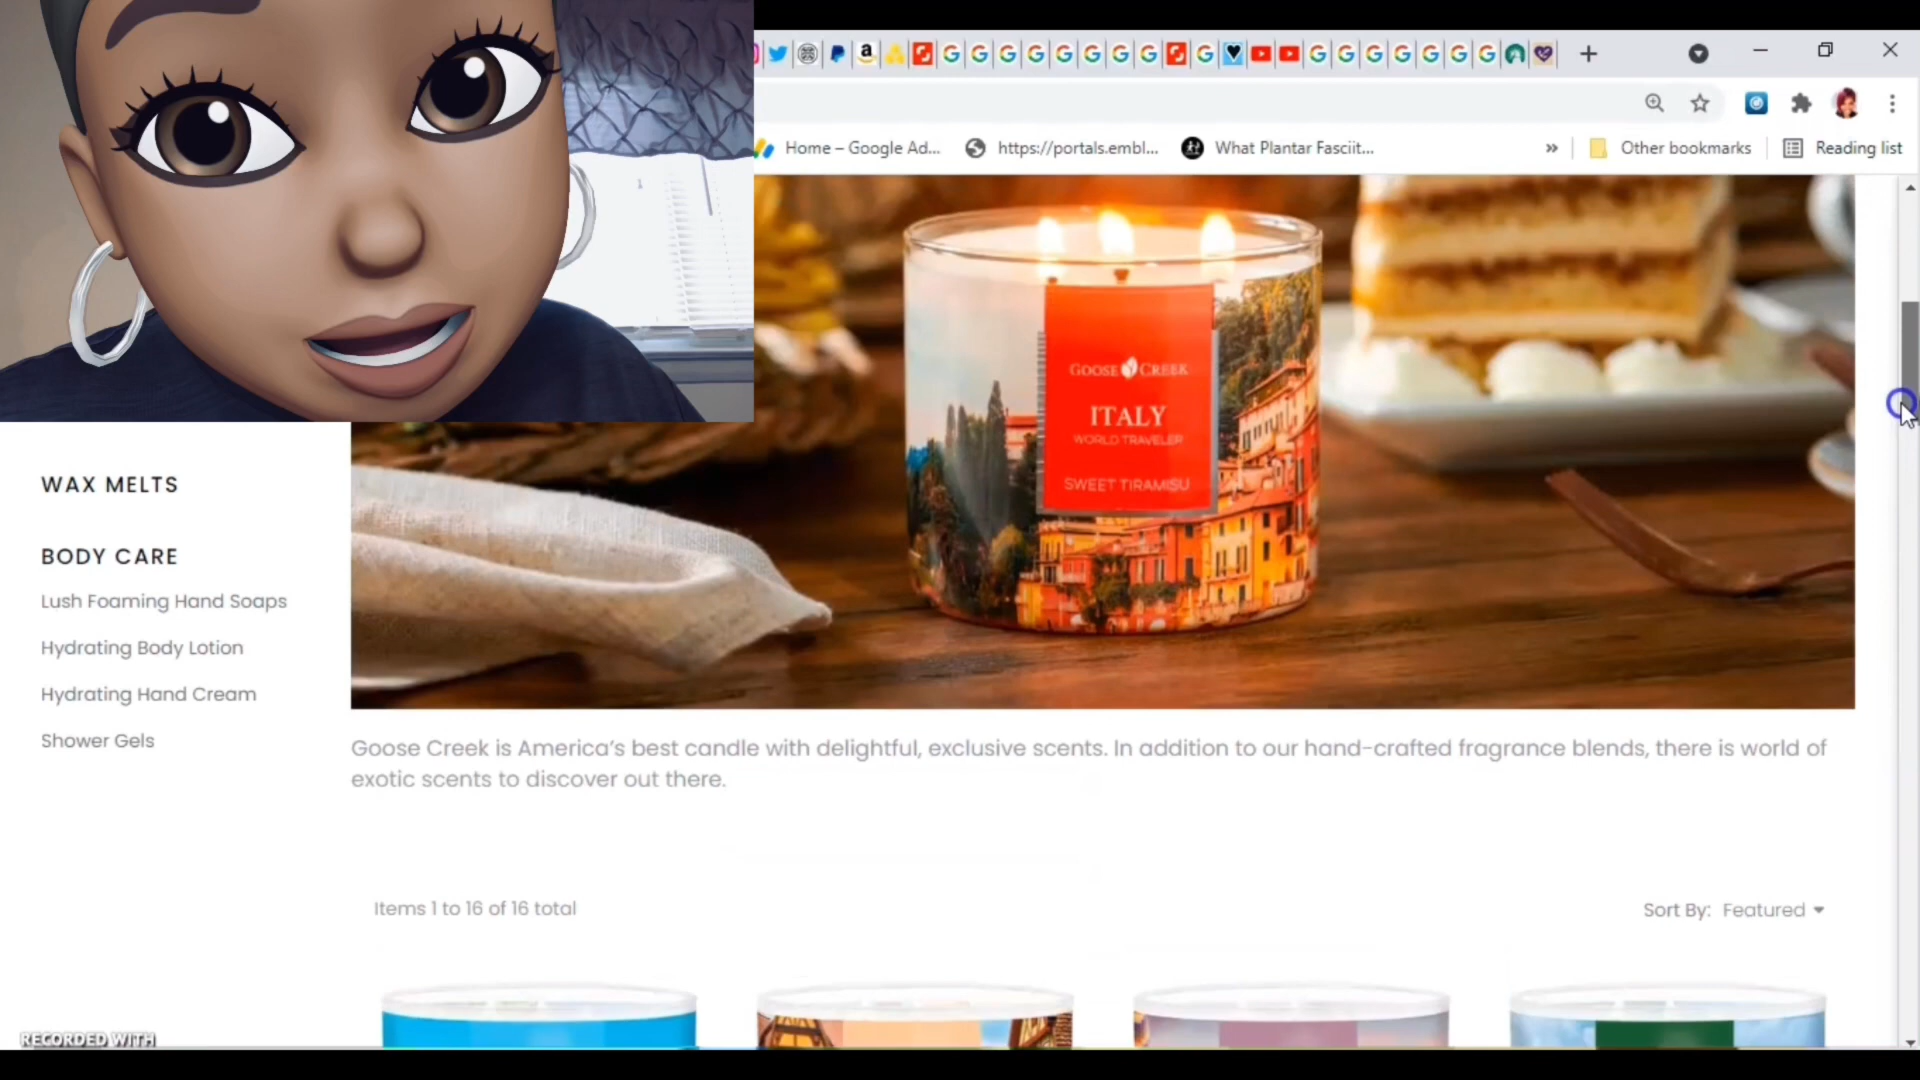 Home – Google Ad...
https://portals.embl...
What Plantar Fasciit...
»
Other bookmarks
Reading list
GOOSE CREEK
ITALY
WORLD TRAVELER
SWEET TIRAMISU
WAX MELTS
BODY CARE
Lush Foaming Hand Soaps
Hydrating Body Lotion
Hydrating Hand Cream
Shower Gels
Goose Creek is America's best candle with delightful, exclusive scents. In addition to our hand-crafted fragrance blends, there is world of
exotic scents to discover out there.
Items 1 to 16 of 16 total
Sort By: Featured
RECORDED WITH